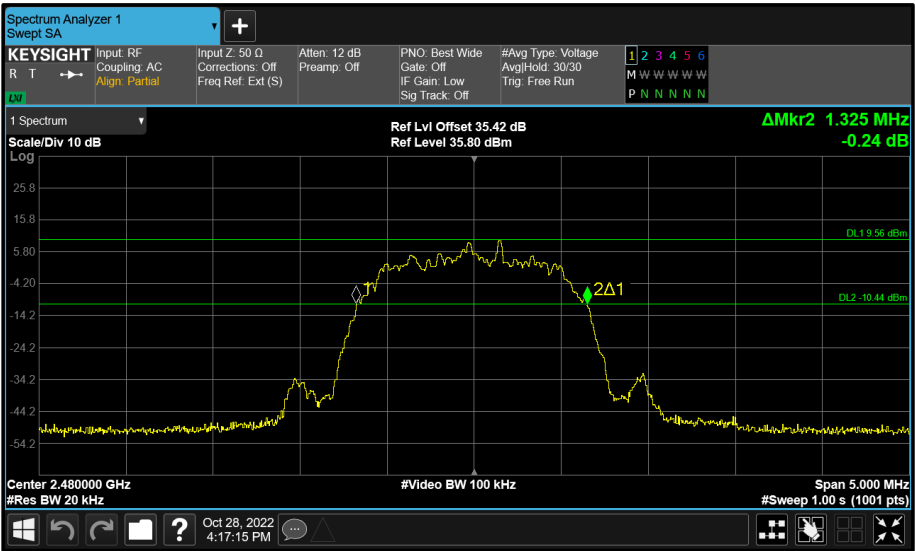 Spectrum Analyzer 1
Swept SA
+
KEYSIGHT
R T
LXI
Input: RF
Coupling: AC
Align: Partial
Input Z: 50 Ω
Corrections: Off
Freq Ref: Ext (S)
Atten: 12 dB
Preamp: Off
PNO: Best Wide
Gate: Off
IF Gain: Low
Sig Track: Off
#Avg Type: Voltage
Avg|Hold: 30/30
Trig: Free Run
1 2 3 4 5 6
M W W W W W
P N N N N N
1 Spectrum
Scale/Div 10 dB
Ref Lvl Offset 35.42 dB
Ref Level 35.80 dBm
ΔMkr2 1.325 MHz
-0.24 dB
Log
25.8
15.8
5.80
-4.20
-14.2
-24.2
-34.2
-44.2
-54.2
DL1 9.56 dBm
1
2Δ1
DL2 -10.44 dBm
Center 2.480000 GHz
#Video BW 100 kHz
Span 5.000 MHz
#Res BW 20 kHz
#Sweep 1.00 s (1001 pts)
?
Oct 28, 2022
4:17:15 PM